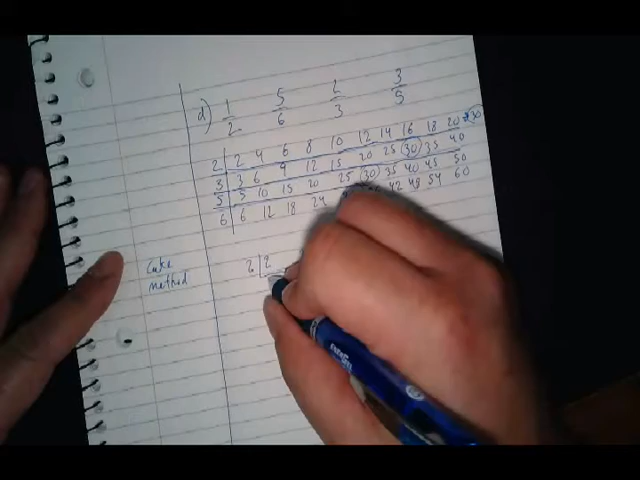 d) 1/2 5/6 2/3 3/5
2 | 2 4 6 8 10 12 14 16 18 20 30
3 | 3 6 9 12 15 20 25 30 35 40
5 | 5 10 15 20 25 30 35 40 45 50
6 | 6 12 18 24 42 48 54 60
Cake
method
2 | 2